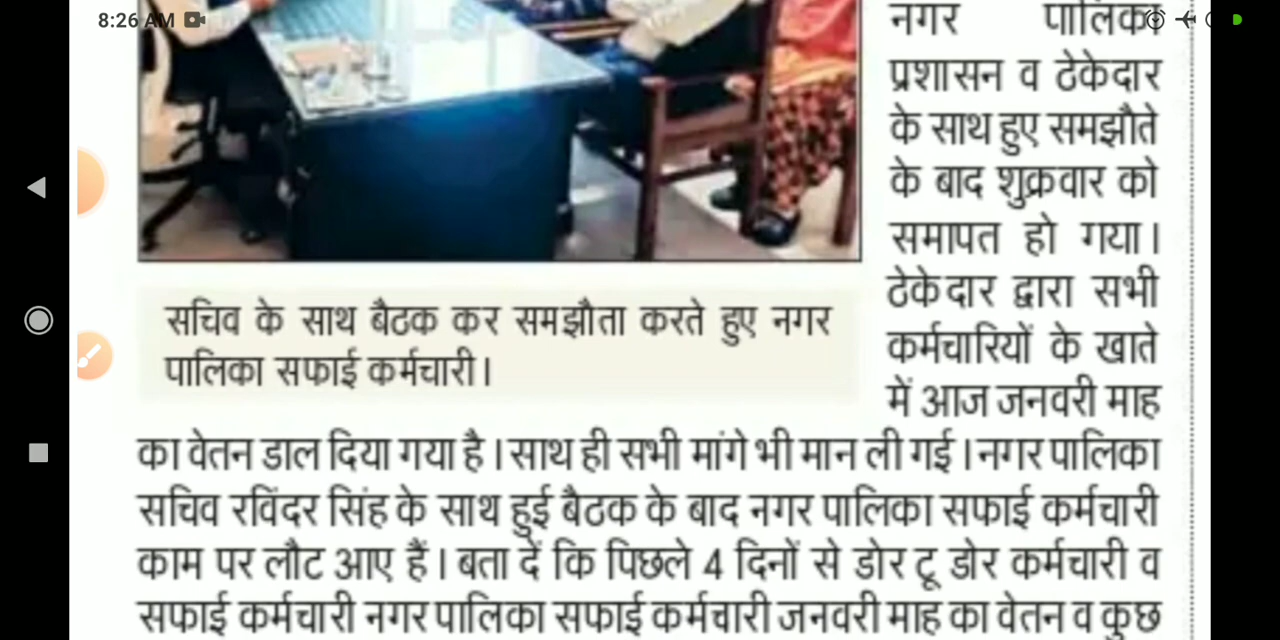 8:26 AM
नगर पालिका
प्रशासन व ठेकेदार
के साथ हुए समझौते
के बाद शुक्रवार को
समापत हो गया।
ठेकेदार द्वारा सभी
कर्मचारियों के खाते
में आज जनवरी माह
सचिव के साथ बैठक कर समझौता करते हुए नगर
पालिका सफाई कर्मचारी।
का वेतन डाल दिया गया है। साथ ही सभी मांगे भी मान ली गई। नगर पालिका
सचिव रविंदर सिंह के साथ हुई बैठक के बाद नगर पालिका सफाई कर्मचारी
काम पर लौट आए हैं। बता दें कि पिछले 4 दिनों से डोर टू डोर कर्मचारी व
सफाई कर्मचारी नगर पालिका सफाई कर्मचारी जनवरी माह का वेतन व कुछ